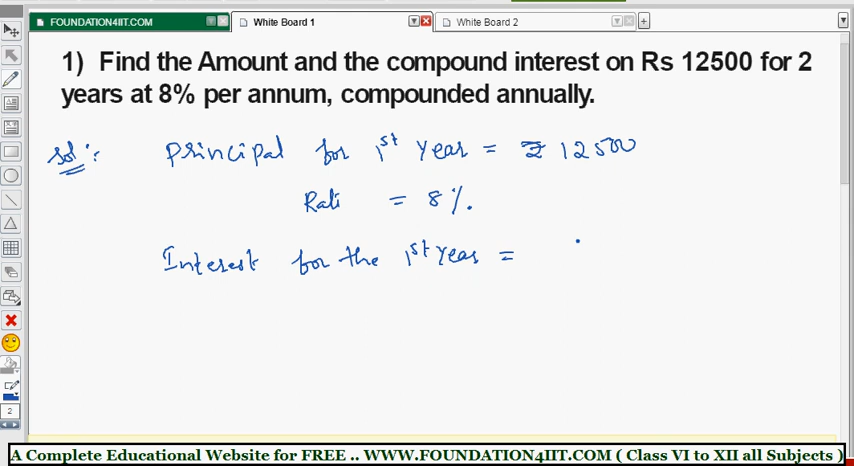 FOUNDATION4IIT.COM White Board 1 White Board 2
1) Find the Amount and the compound interest on Rs 12500 for 2
years at 8% per annum, compounded annually.
Sol: Principal for 1st Year = ₹ 12500
Rate = 8%.
Interest for the 1st Year =
2
A Complete Educational Website for FREE .. WWW.FOUNDATION4IIT.COM ( Class VI to XII all Subjects )